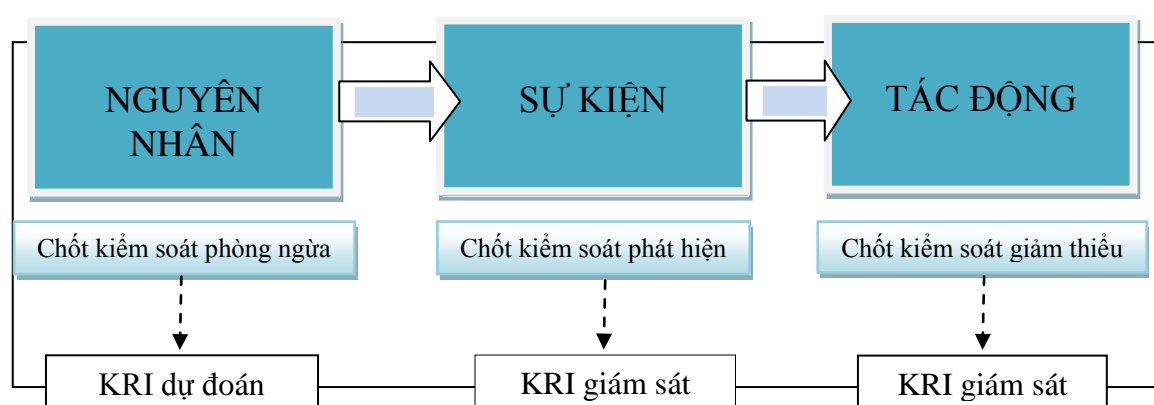 NGUYÊN
NHÂN
SỰ KIỆN
TÁC ĐỘNG
Chốt kiểm soát phòng ngừa
Chốt kiểm soát phát hiện
Chốt kiểm soát giảm thiểu
KRI dự đoán
KRI giám sát
KRI giám sát